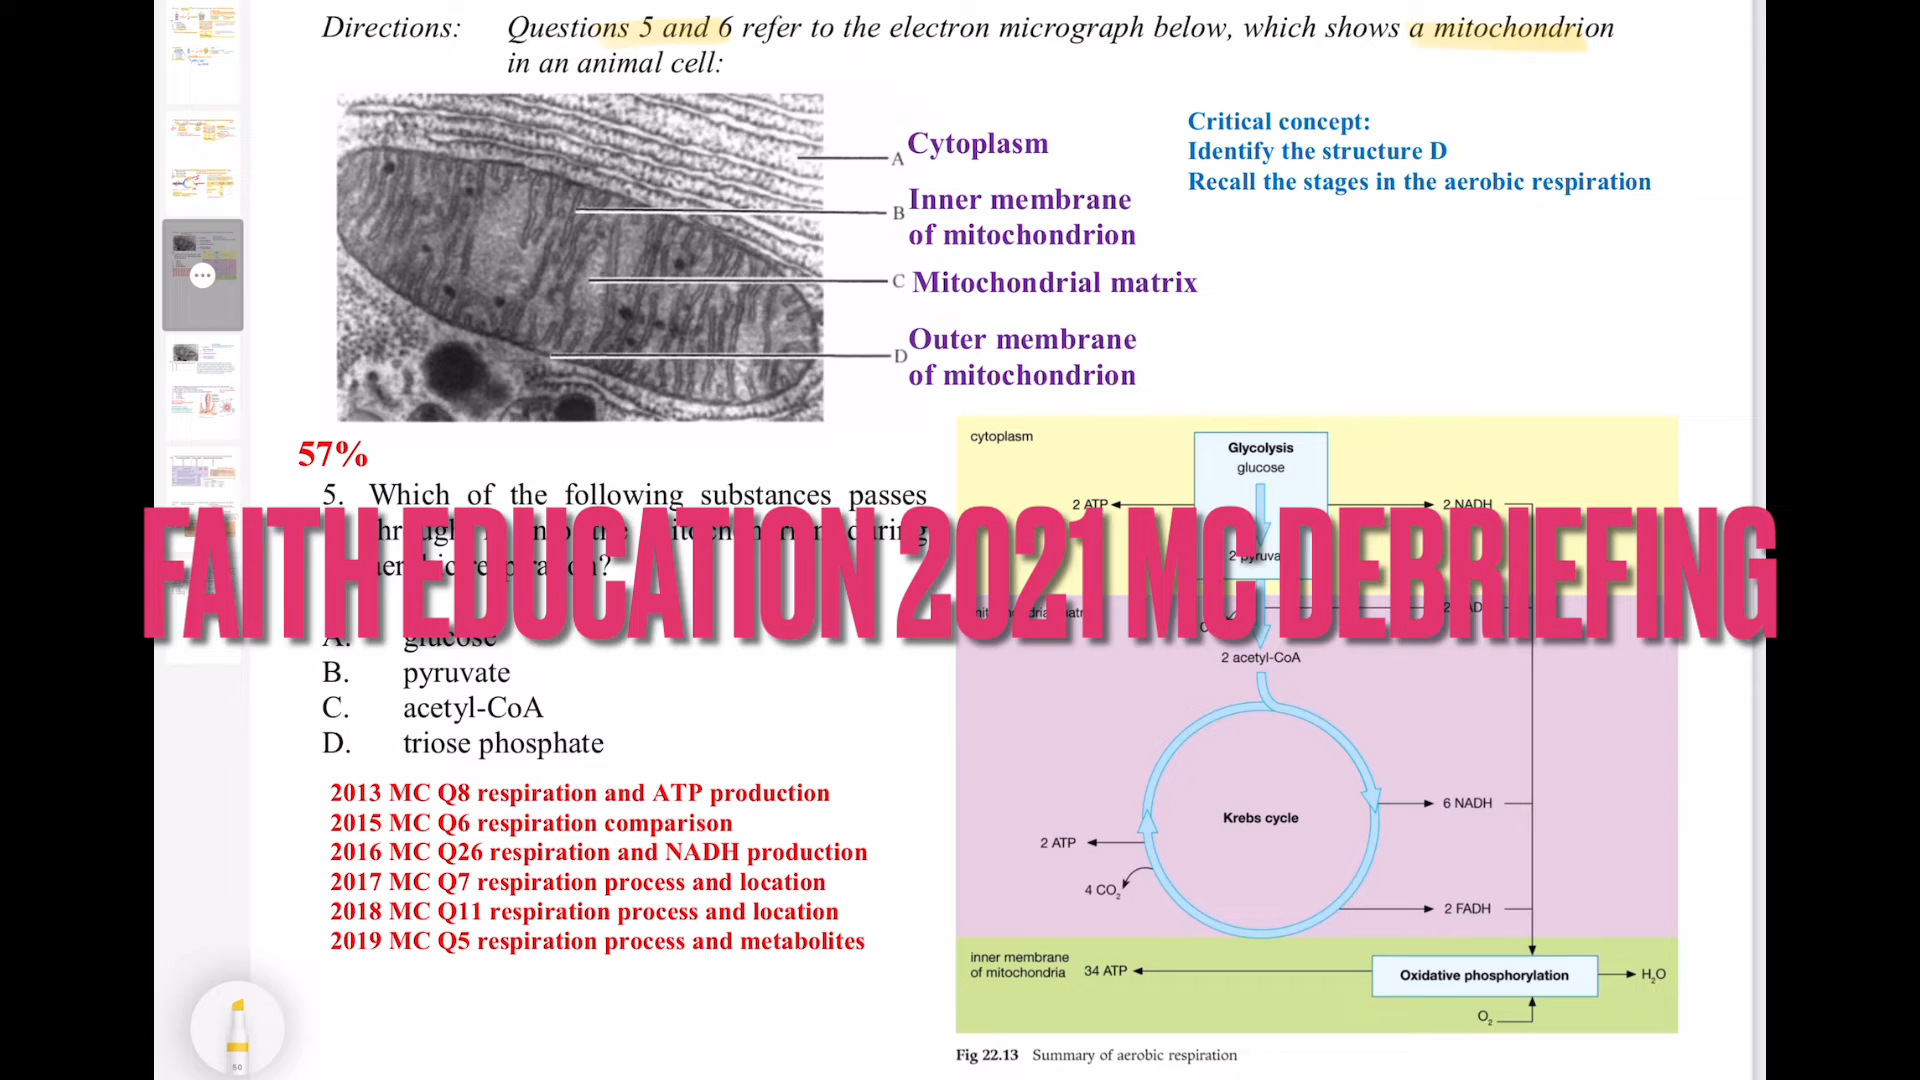 Directions: Questions 5 and 6 refer to the electron micrograph below, which shows a mitochondrion
in an animal cell:
A Cytoplasm
B Inner membrane
of mitochondrion
C Mitochondrial matrix
D Outer membrane
of mitochondrion
Critical concept:
Identify the structure D
Recall the stages in the aerobic respiration
57%
5. Which of the following substances passes
FAITH EDUCATION 2021 MC DEBRIEFING
A. glucose
B. pyruvate
C. acetyl-CoA
D. triose phosphate
2013 MC Q8 respiration and ATP production
2015 MC Q6 respiration comparison
2016 MC Q26 respiration and NADH production
2017 MC Q7 respiration process and location
2018 MC Q11 respiration process and location
2019 MC Q5 respiration process and metabolites
cytoplasm
Glycolysis
glucose
2 ATP
2 NADH
2 acetyl-CoA
Krebs cycle
6 NADH
2 ATP
4 CO2
2 FADH
inner membrane
of mitochondria
34 ATP
Oxidative phosphorylation
H2O
O2
Fig 22.13 Summary of aerobic respiration
50